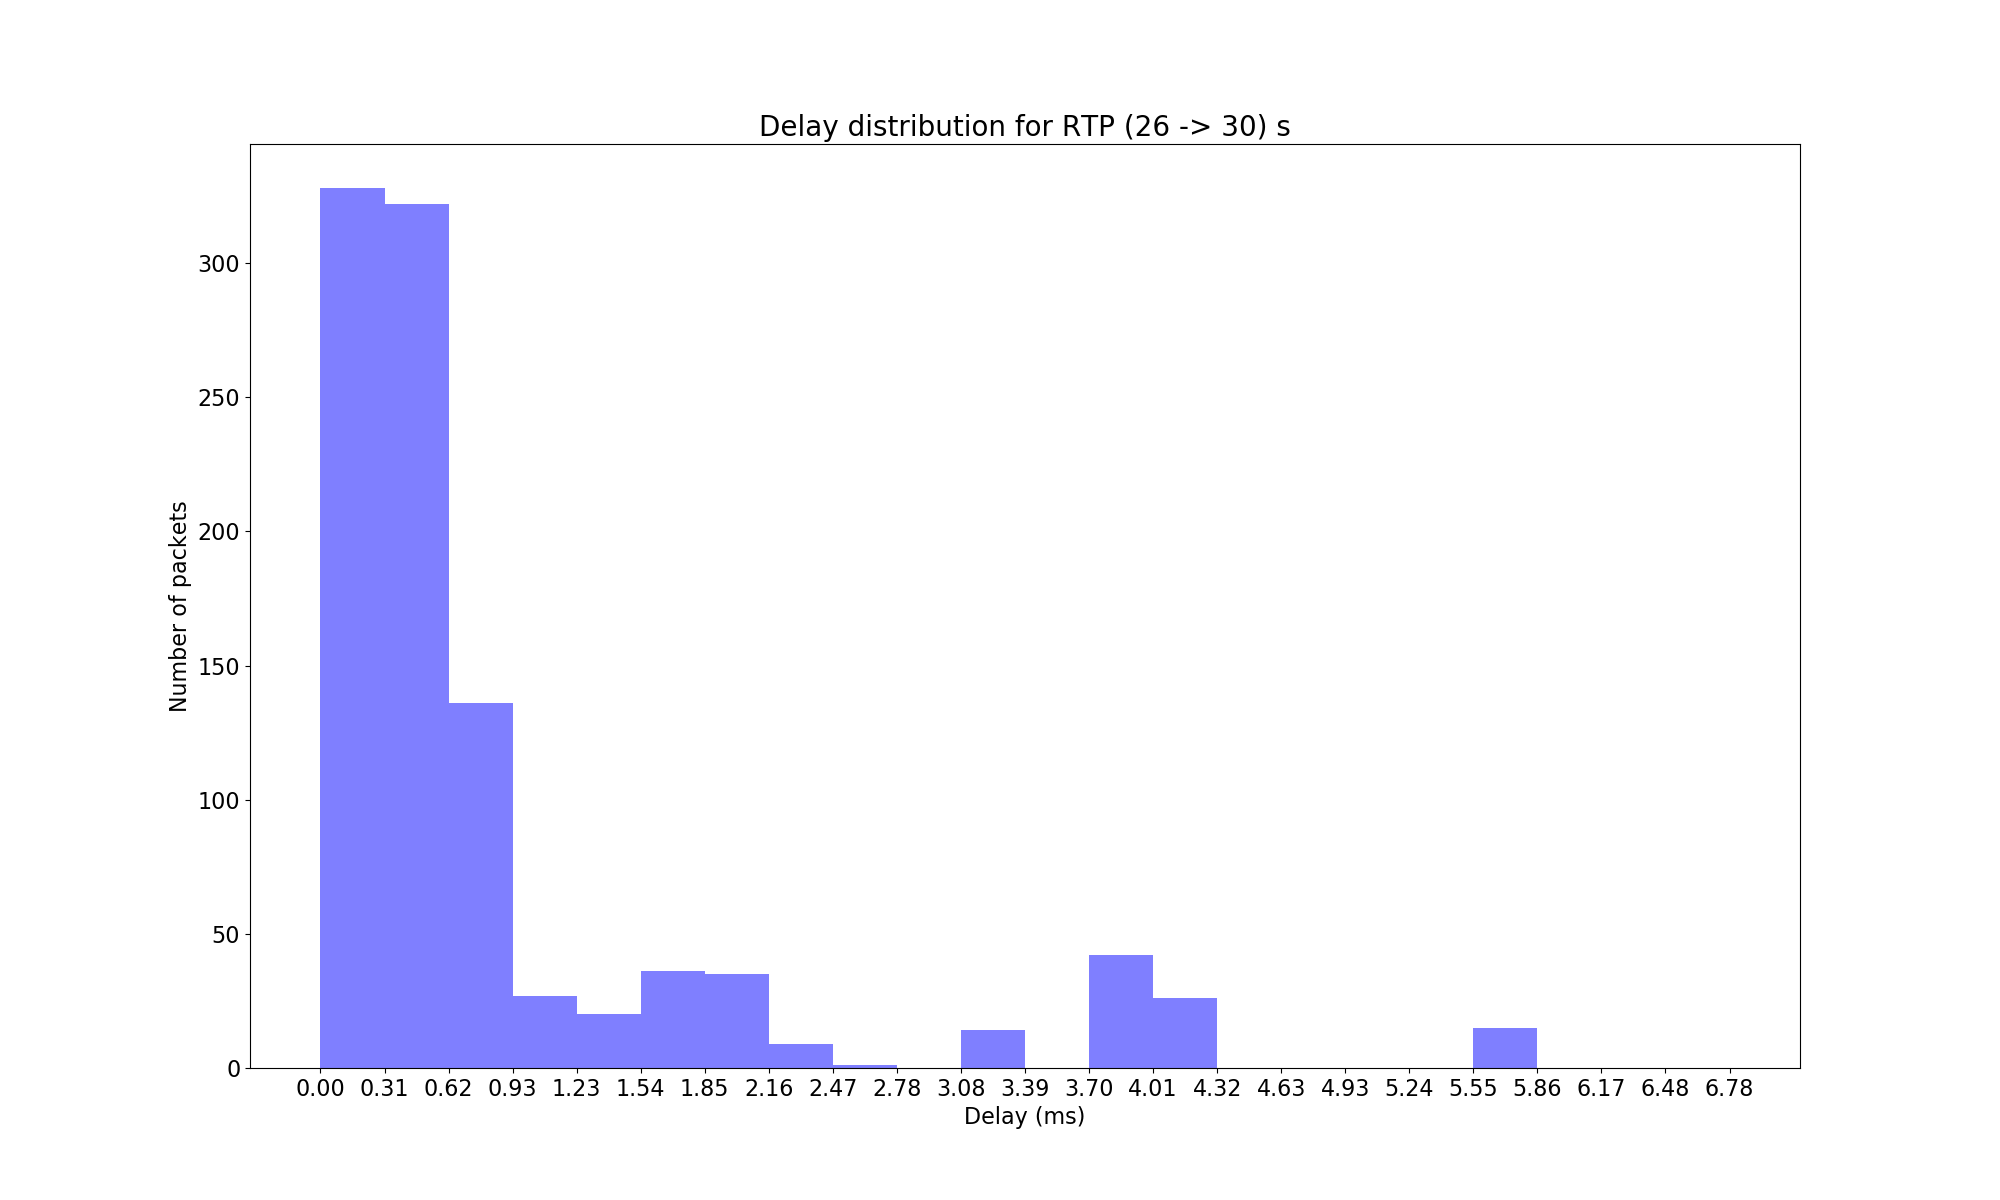 Delay distribution for RTP (26 -> 30) s
Number of packets
300
250
200
150
100
50
0
0.00 0.31 0.62 0.93 1.23 1.54 1.85 2.16 2.47 2.78 3.08 3.39 3.70 4.01 4.32 4.63 4.93 5.24 5.55 5.86 6.17 6.48 6.78
Delay (ms)